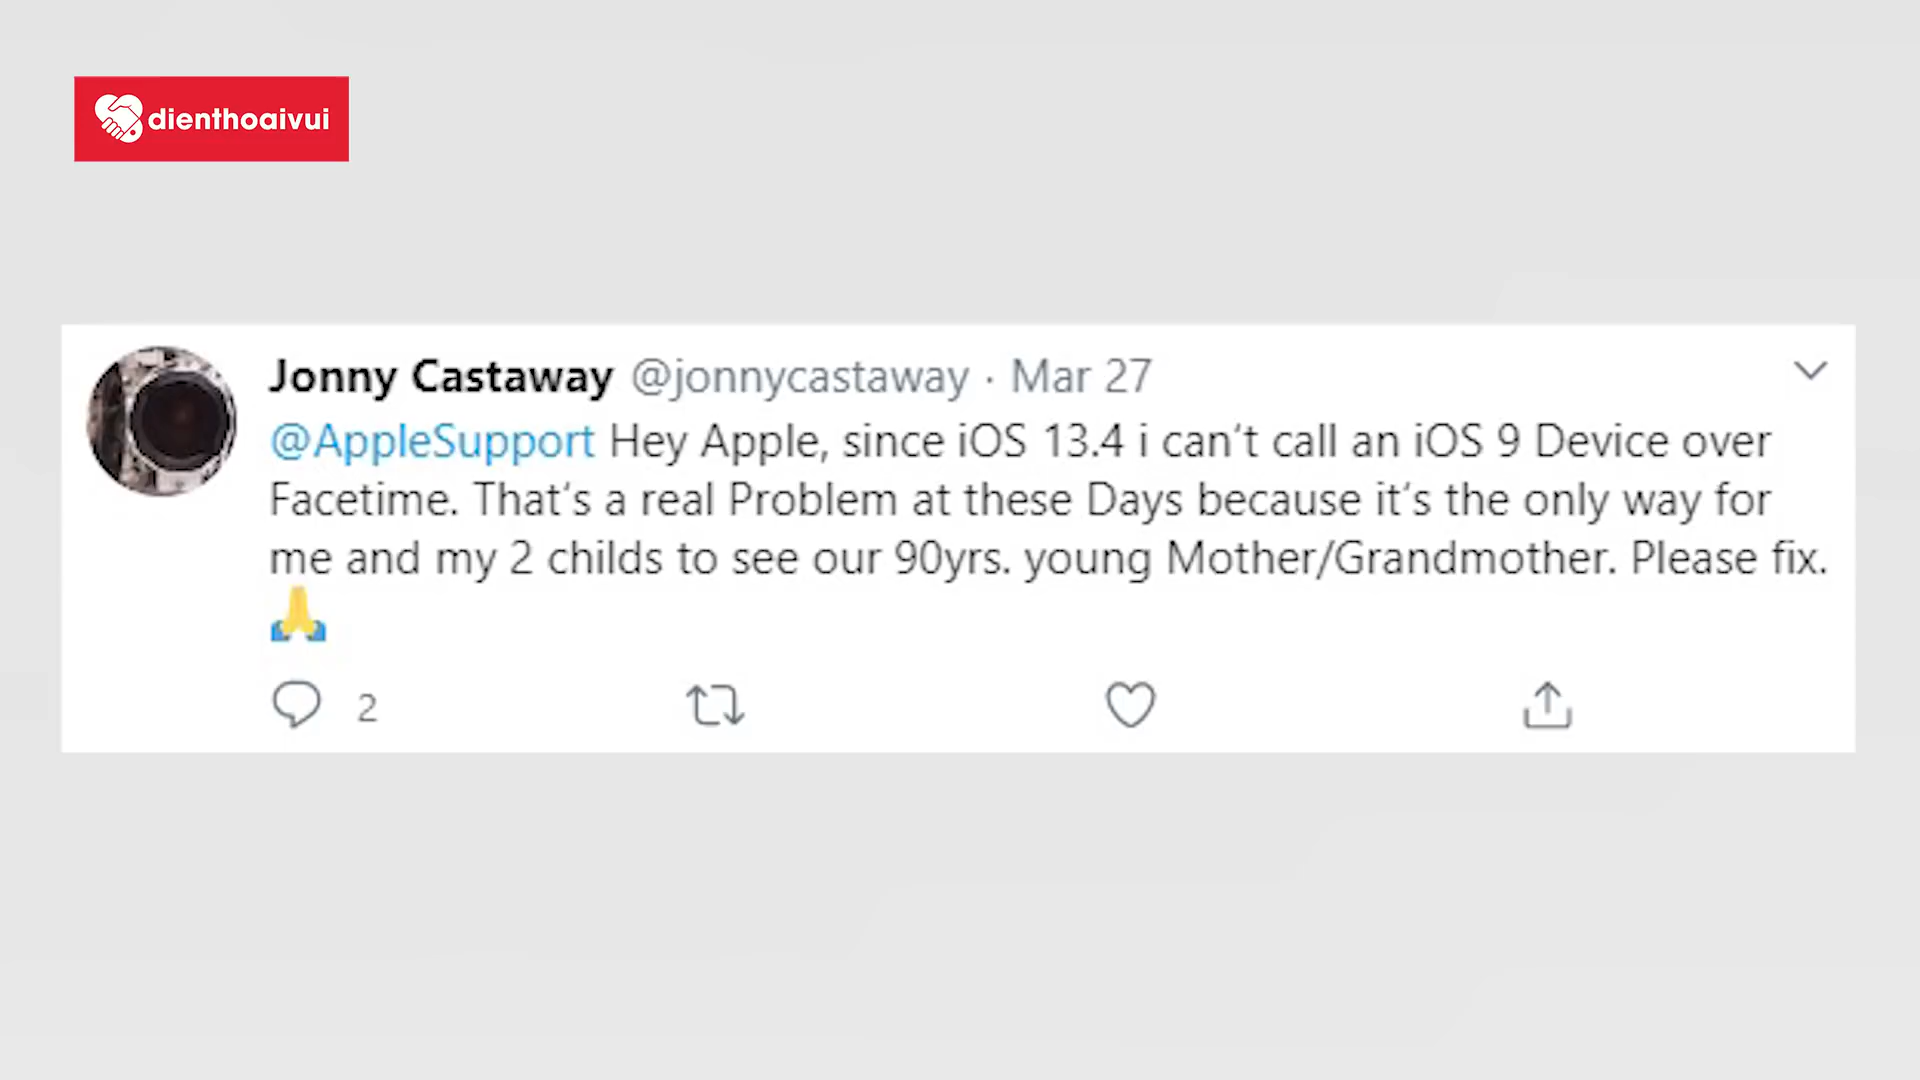 dienthoaivui
Jonny Castaway @jonnycastaway · Mar 27
@AppleSupport Hey Apple, since iOS 13.4 i can‘t call an iOS 9 Device over
Facetime. That‘s a real Problem at these Days because it‘s the only way for
me and my 2 childs to see our 90yrs. young Mother/Grandmother. Please fix.
🙏
2